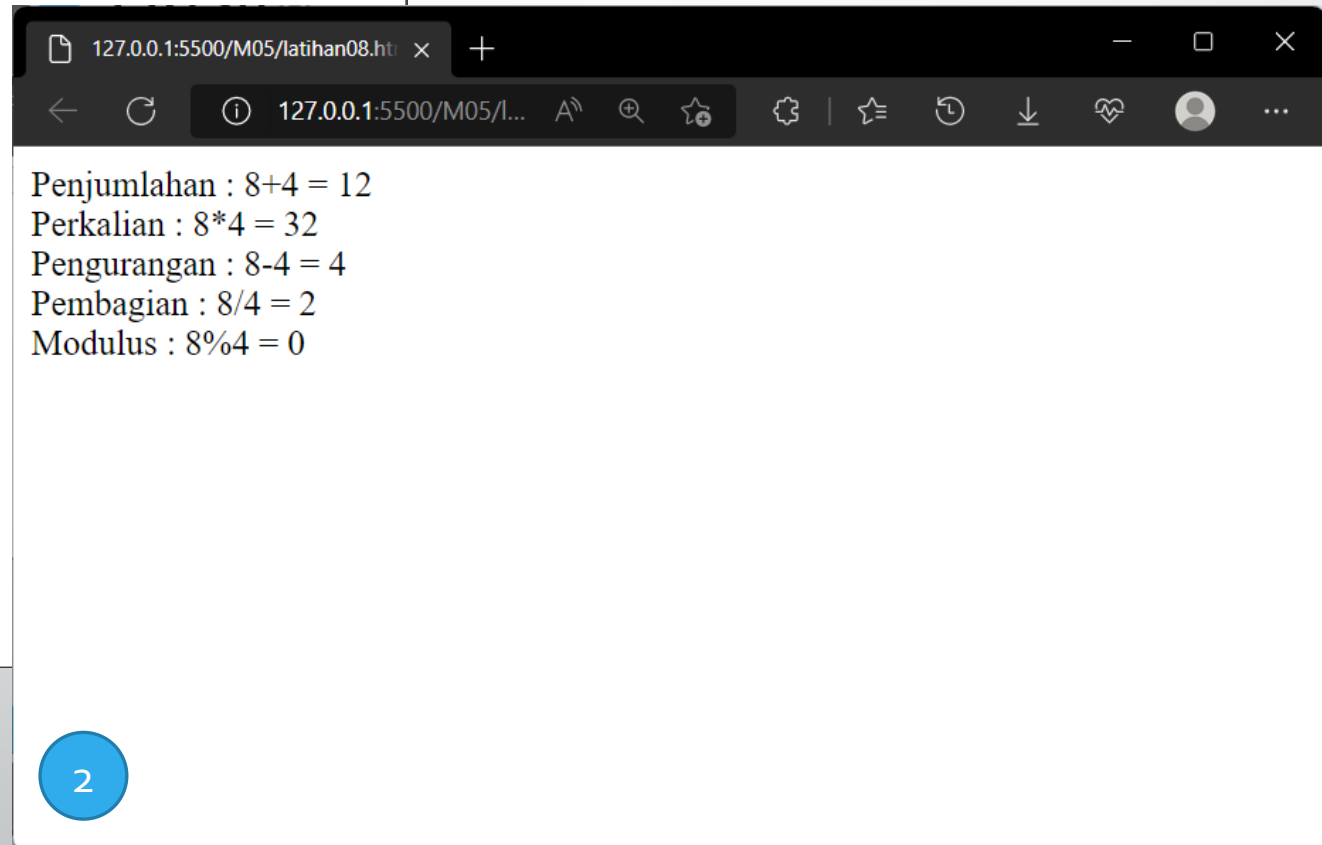 127.0.0.1:5500/M05/latihan08.ht
127.0.0.1:5500/M05/l...
Penjumlahan : 8+4 = 12
Perkalian : 8*4 = 32
Pengurangan : 8-4 = 4
Pembagian : 8/4 = 2
Modulus : 8%4 = 0
2